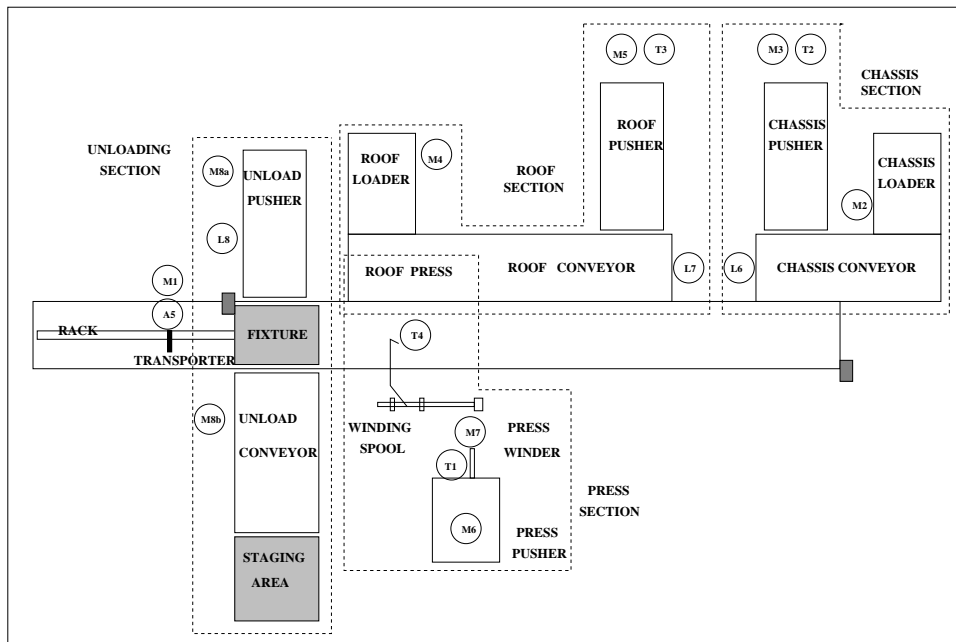 M5
T3
M3
T2
CHASSIS
SECTION
UNLOADING
SECTION
M8a
UNLOAD
PUSHER
ROOF
LOADER
M4
ROOF
SECTION
ROOF
PUSHER
CHASSIS
PUSHER
CHASSIS
LOADER
M2
L8
ROOF PRESS
ROOF CONVEYOR
L7
L6
CHASSIS CONVEYOR
M1
A5
RACK
FIXTURE
TRANSPORTER
T4
M8b
UNLOAD
CONVEYOR
WINDING
SPOOL
M7
PRESS
WINDER
T1
PRESS
SECTION
M6
PRESS
PUSHER
STAGING
AREA